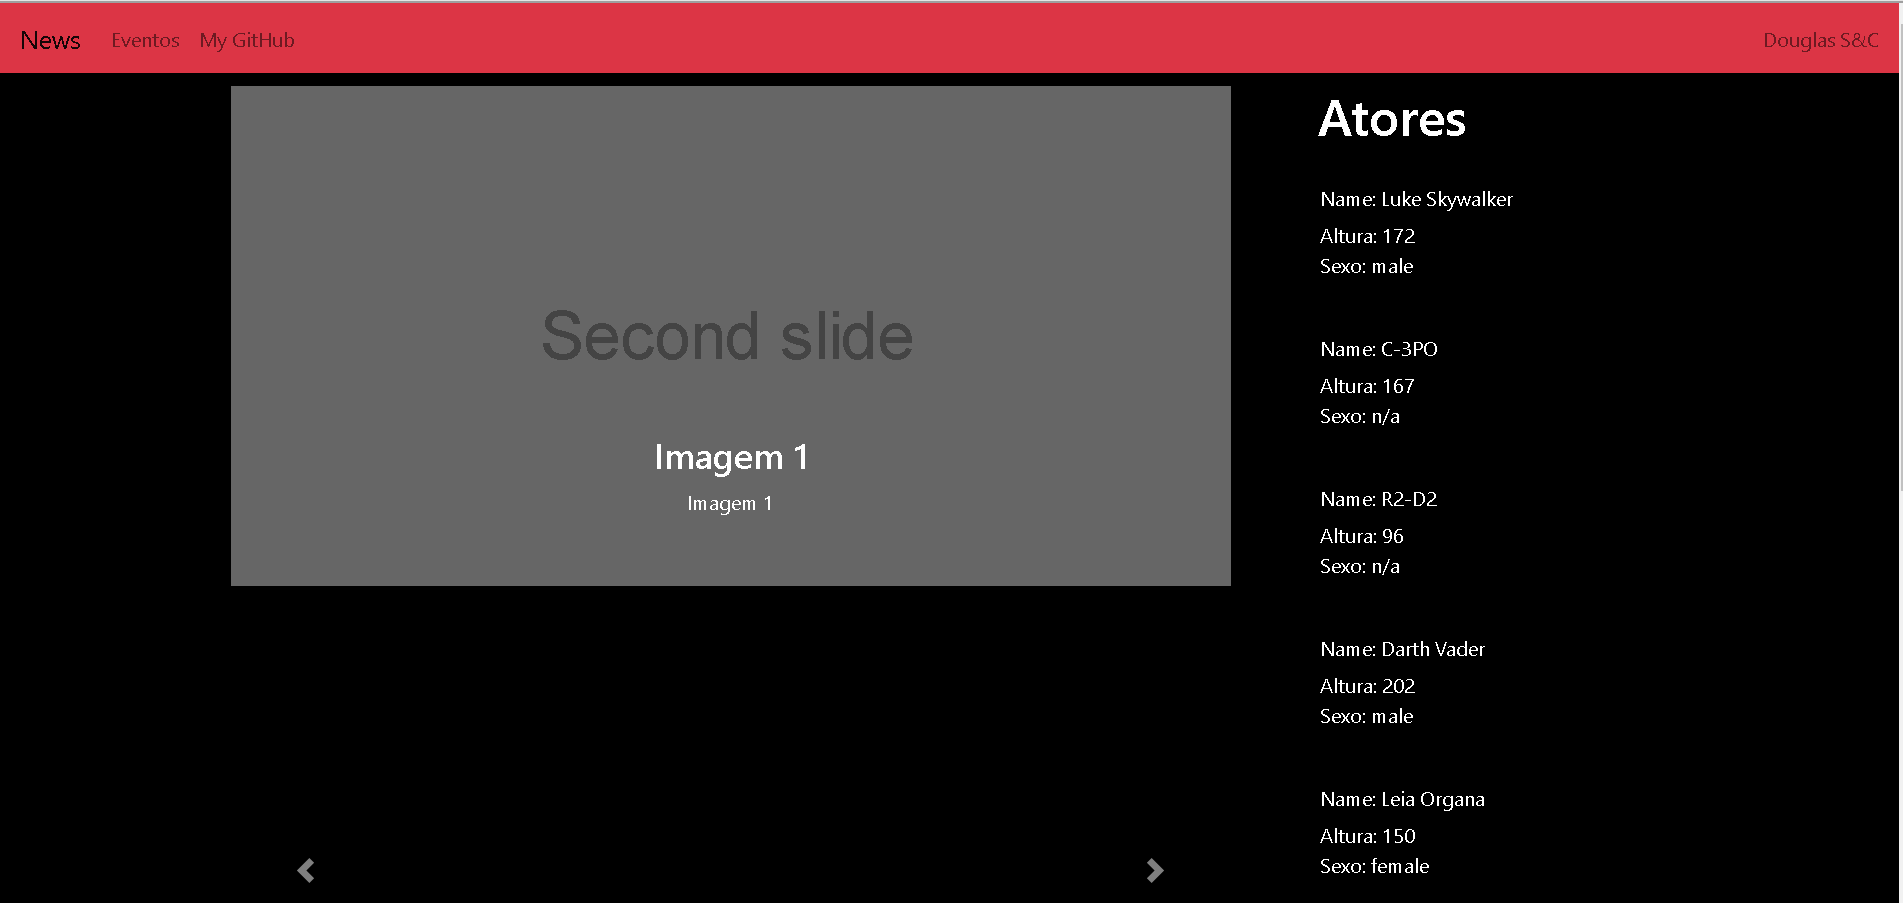 News Eventos My GitHub Douglas S&C
Second slide
Imagem 1
Imagem 1
Atores
Name: Luke Skywalker
Altura: 172
Sexo: male
Name: C-3PO
Altura: 167
Sexo: n/a
Name: R2-D2
Altura: 96
Sexo: n/a
Name: Darth Vader
Altura: 202
Sexo: male
Name: Leia Organa
Altura: 150
Sexo: female